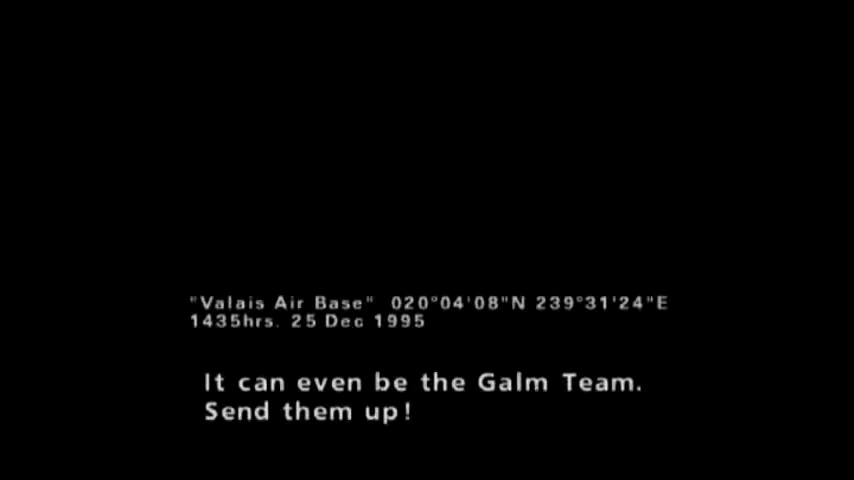 "Valais Air Base" 020°04'08"N 239°31'24"E
1435hrs. 25 Dec 1995
It can even be the Galm Team.
Send them up!